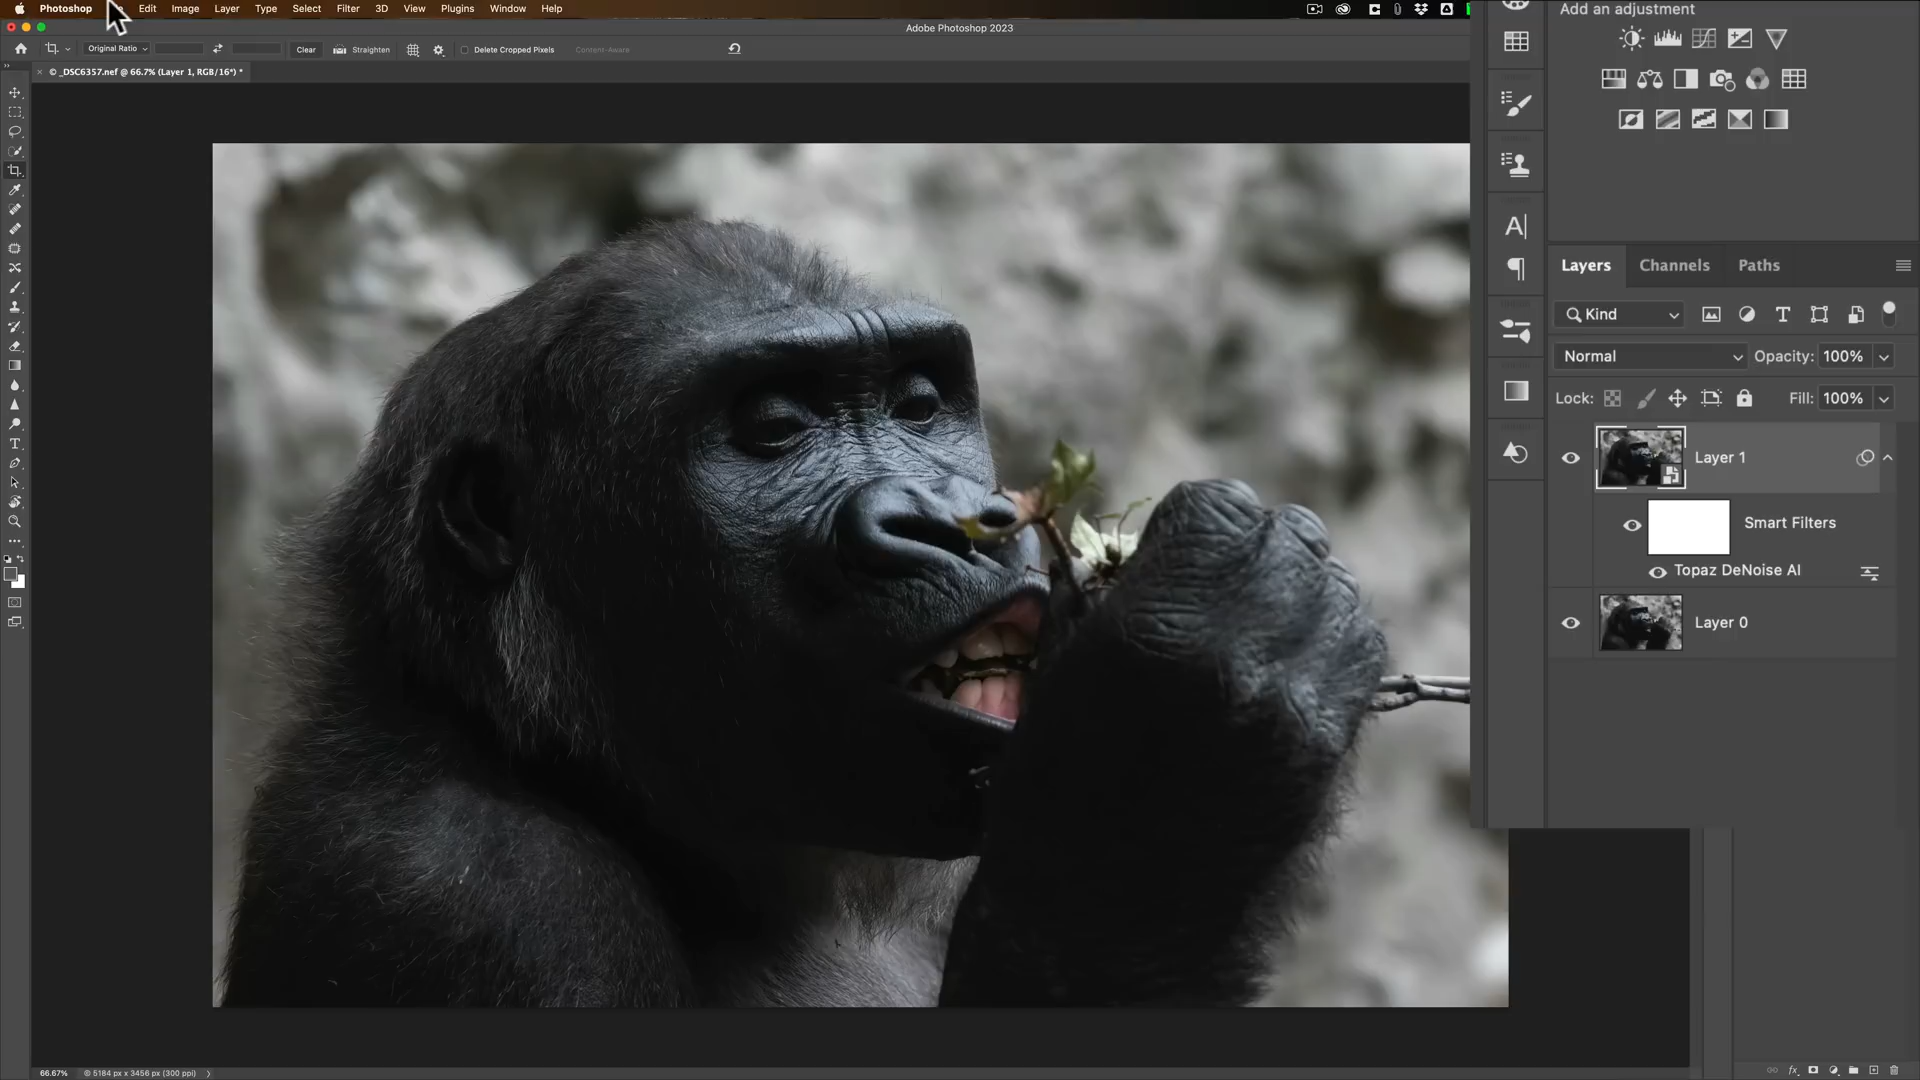 Photoshop Edit Image Layer Type Select Filter 3D View Plugins Window Help
Adobe Photoshop 2023
Original Ratio Clear Straighten Delete Cropped Pixels Content-Aware
© _DSC6357.nef @ 66.7% (Layer 1, RGB/16*) *
Add an adjustment
Layers Channels Paths
Kind
Normal Opacity: 100%
Lock: Fill: 100%
Layer 1
Smart Filters
Topaz DeNoise AI
Layer 0
66.67% © 5184 px x 3456 px (300 ppi)